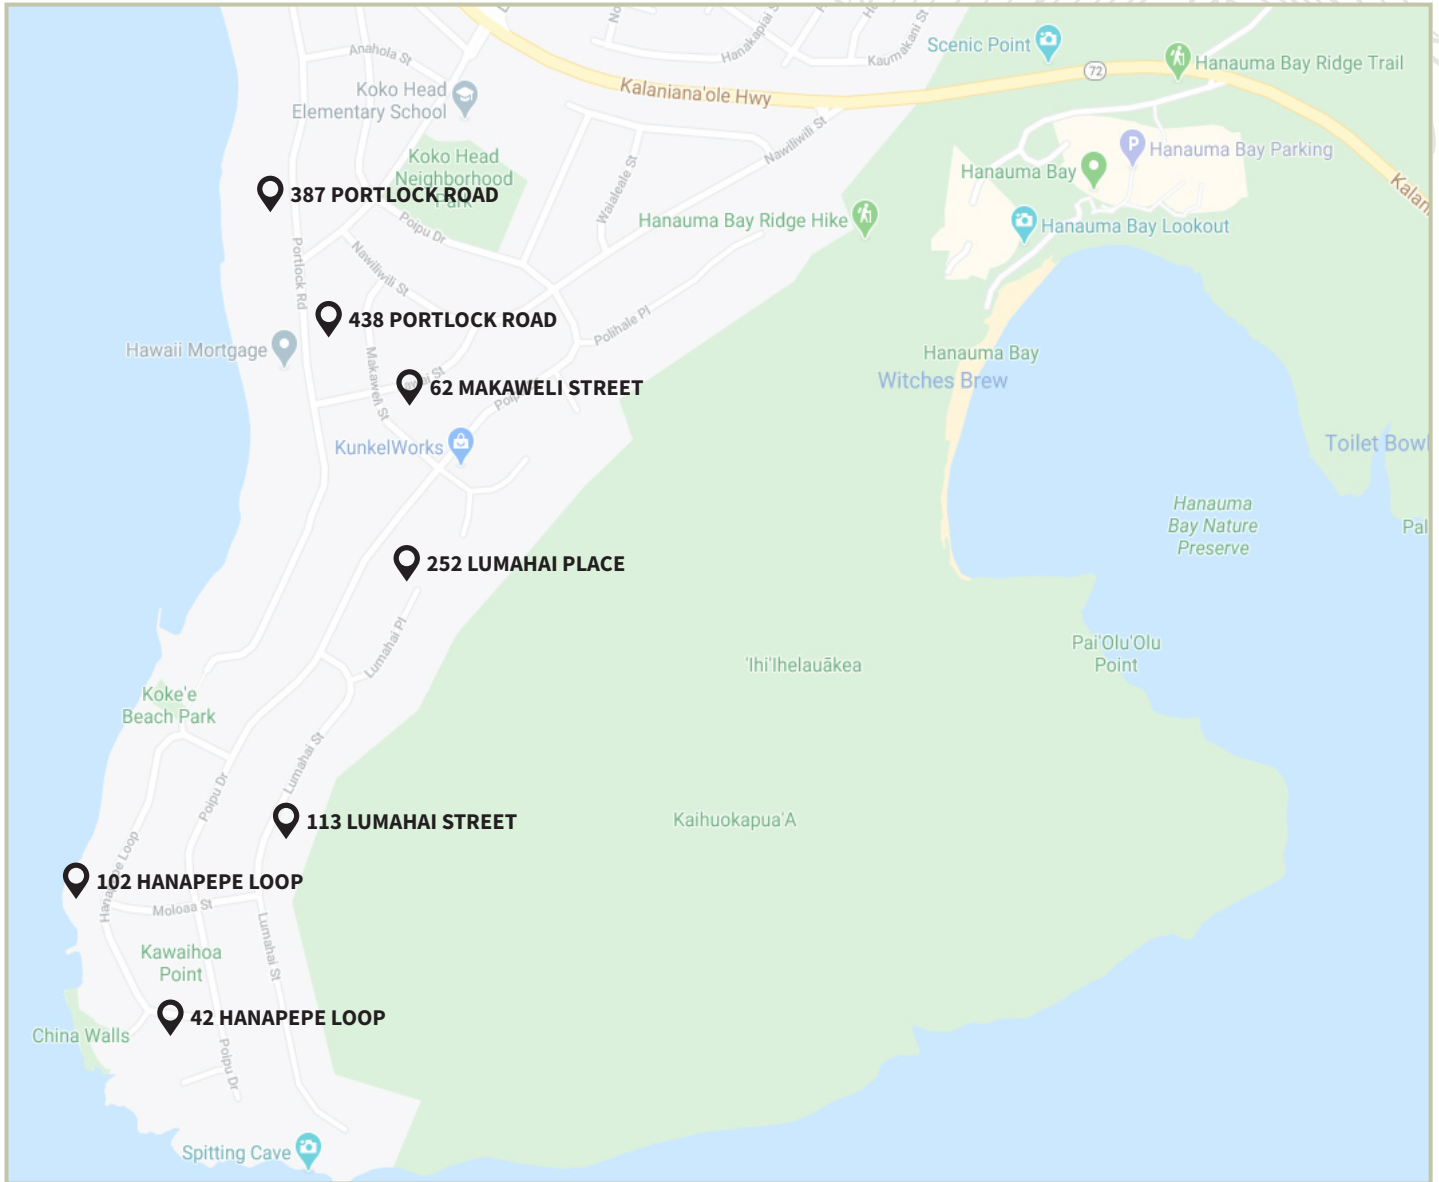 Anahola St
Hanakapiai S
Kaumakani St
Scenic Point
72
Hanauma Bay Ridge Trail
Koko Head
Elementary School
Kalaniana'ole Hwy
Koko Head
Neighborhood
Park
Nawiliwili St
Hanauma Bay
Hanauma Bay Parking
Waialeale St
Kalan
387 PORTLOCK ROAD
Poipu Dr
Hanauma Bay Ridge Hike
Hanauma Bay Lookout
Portlock Rd
Nawiliwili St
438 PORTLOCK ROAD
Polihale Pl
Hawaii Mortgage
Hanauma Bay
Witches Brew
Makaweli St
62 MAKAWELI STREET
KunkelWorks
Toilet Bowl
Hanauma
Bay Nature
Preserve
Pal
252 LUMAHAI PLACE
Lumahai Pl
'Ihi'Ihelauākea
Pai'Olu'Olu
Point
Koke'e
Beach Park
Lumahai St
Poipu Dr
113 LUMAHAI STREET
Kaihuokapua'A
Hanapepe Loop
102 HANAPEPE LOOP
Moloaa St
Lumahai St
Kawaihoa
Point
42 HANAPEPE LOOP
China Walls
Poipu Dr
Spitting Cave